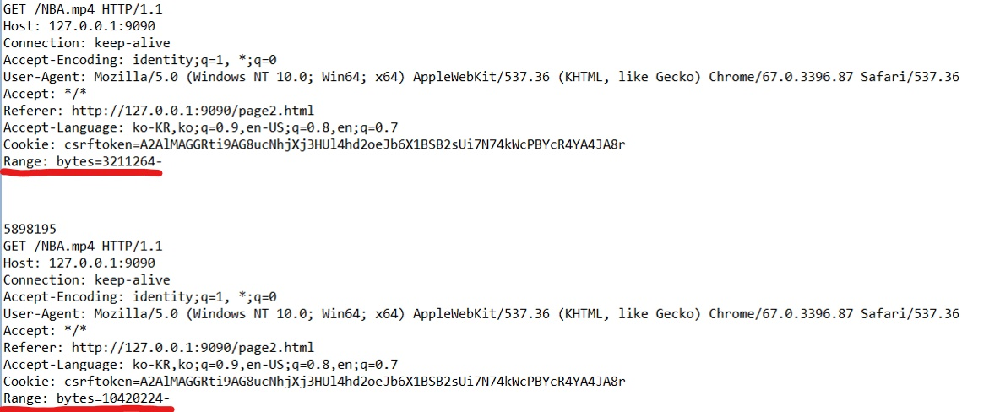 GET /NBA.mp4 HTTP/1.1
Host: 127.0.0.1:9090
Connection: keep-alive
Accept-Encoding: identity;q=1, *;q=0
User-Agent: Mozilla/5.0 (Windows NT 10.0; Win64; x64) AppleWebKit/537.36 (KHTML, like Gecko) Chrome/67.0.3396.87 Safari/537.36
Accept: */*
Referer: http://127.0.0.1:9090/page2.html
Accept-Language: ko-KR,ko;q=0.9,en-US;q=0.8,en;q=0.7
Cookie: csrftoken=A2AlMAGGRti9AG8ucNhjXj3HUl4hd2oeJb6X1BSB2sUi7N74kWcPBYcR4YA4JA8r
Range: bytes=3211264-
5898195
GET /NBA.mp4 HTTP/1.1
Host: 127.0.0.1:9090
Connection: keep-alive
Accept-Encoding: identity;q=1, *;q=0
User-Agent: Mozilla/5.0 (Windows NT 10.0; Win64; x64) AppleWebKit/537.36 (KHTML, like Gecko) Chrome/67.0.3396.87 Safari/537.36
Accept: */*
Referer: http://127.0.0.1:9090/page2.html
Accept-Language: ko-KR,ko;q=0.9,en-US;q=0.8,en;q=0.7
Cookie: csrftoken=A2AlMAGGRti9AG8ucNhjXj3HUl4hd2oeJb6X1BSB2sUi7N74kWcPBYcR4YA4JA8r
Range: bytes=10420224-